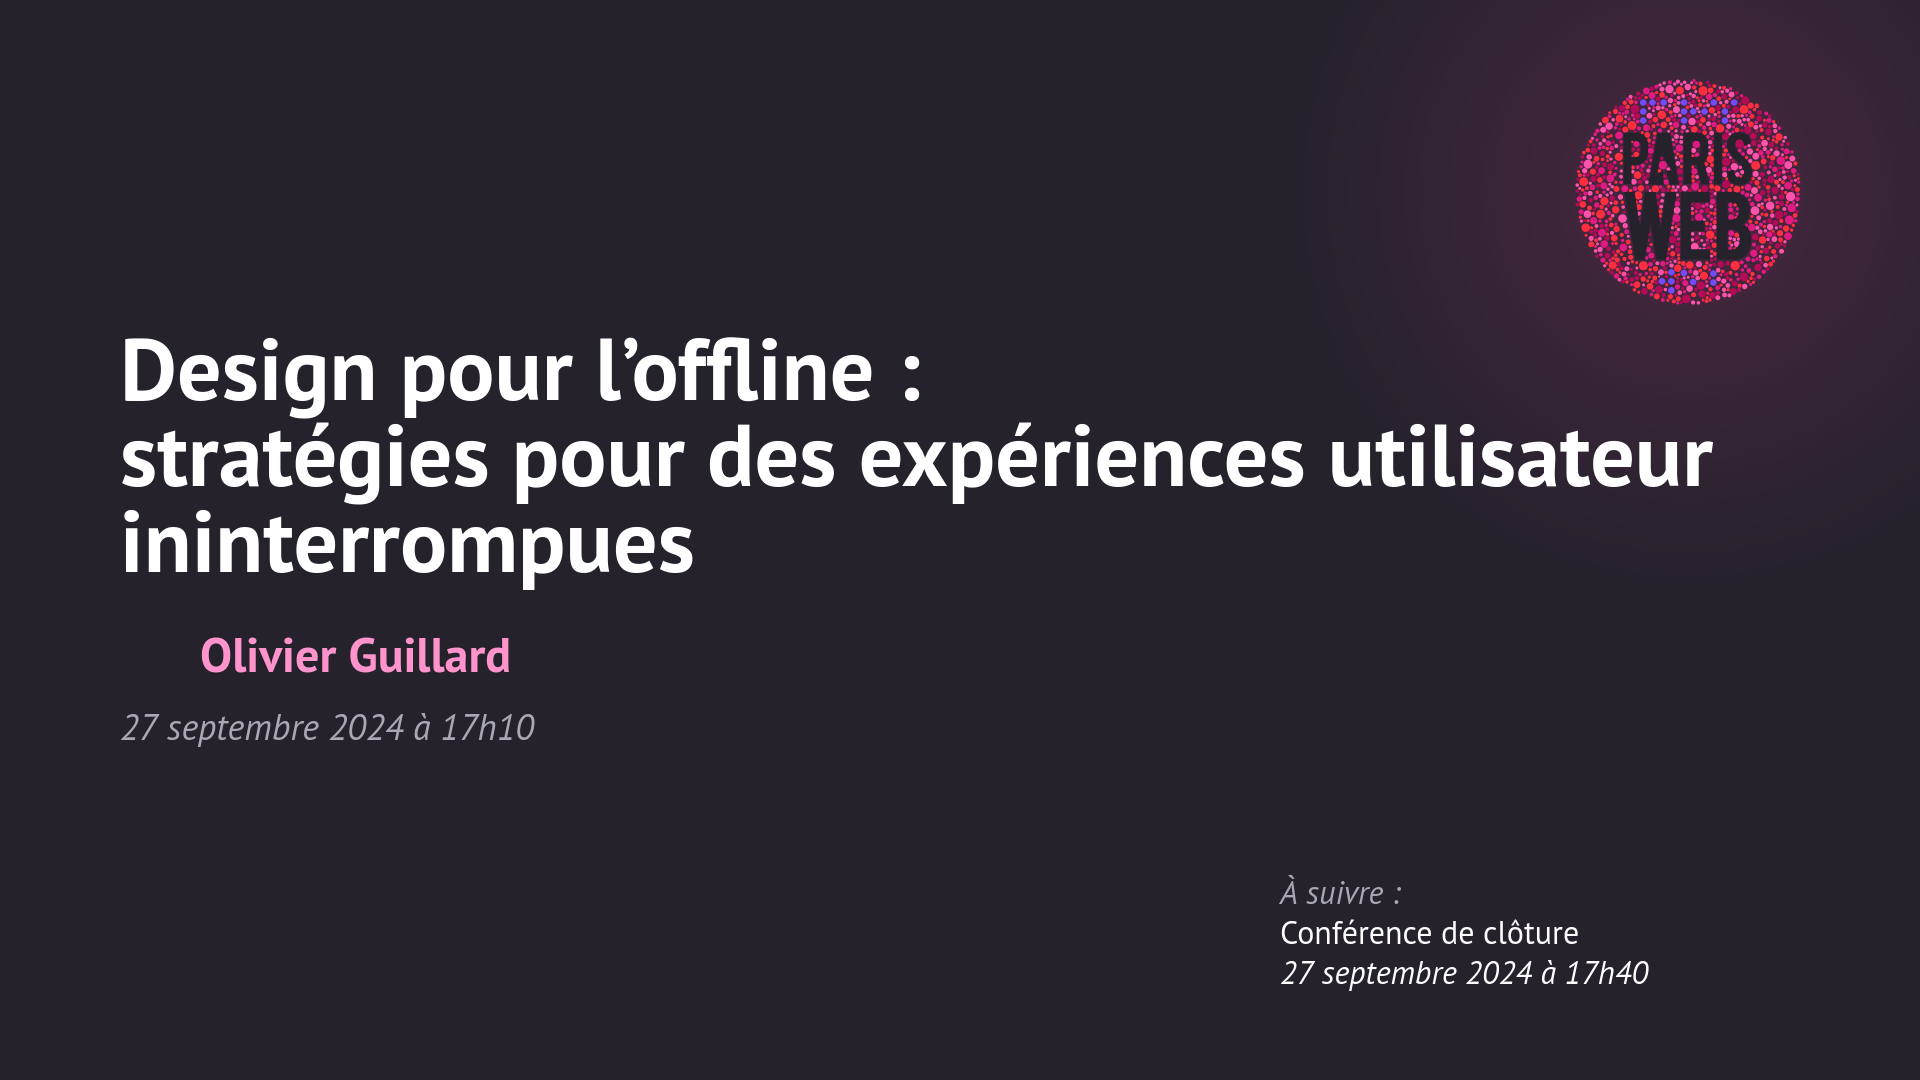 PARIS
WEB
Design pour l’offline :
stratégies pour des expériences utilisateur
ininterrompues
Olivier Guillard
27 septembre 2024 à 17h10
À suivre :
Conférence de clôture
27 septembre 2024 à 17h40